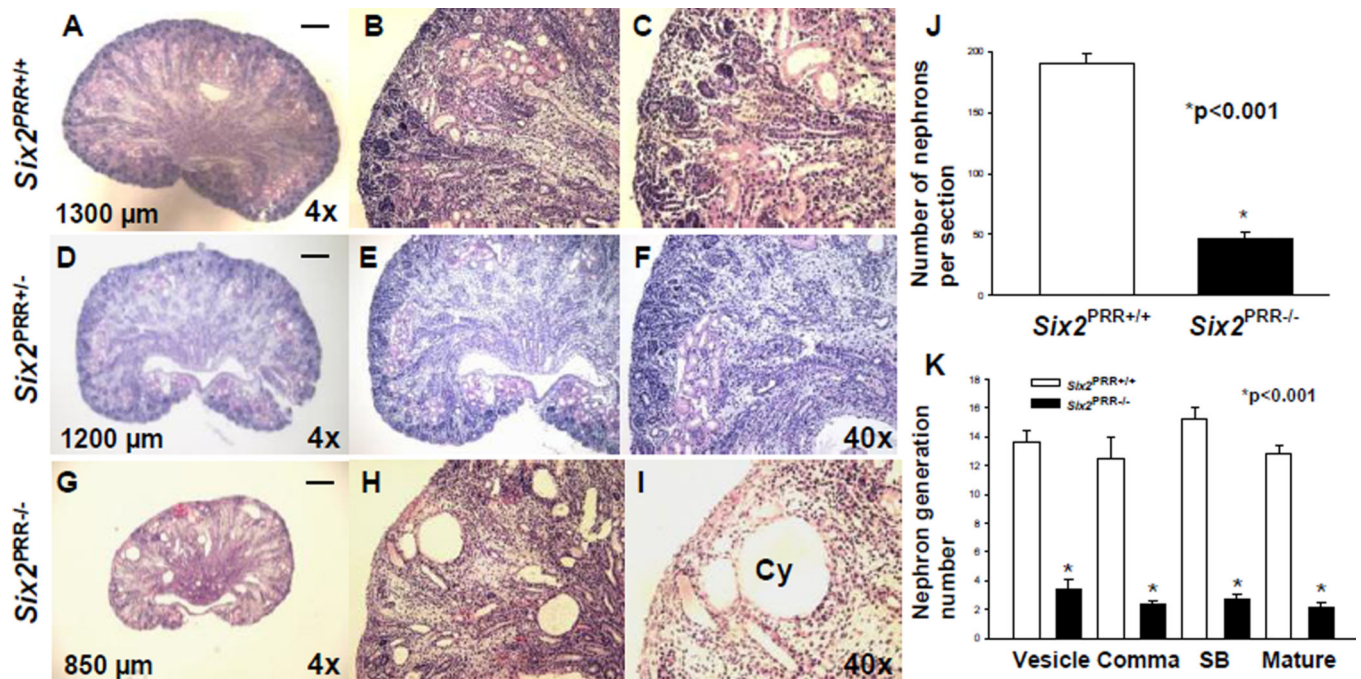 A
B
C
Six2PRR+/+
1300 µm
4x
D
E
F
Six2PRR+/-
1200 µm
4x
40x
G
H
I
Six2PRR-/-
Cy
850 µm
4x
40x
J
Number of nephrons
per section
200
150
100
50
0
*p<0.001
*
Six2PRR+/+ Six2PRR-/-
K
Nephron generation
number
18
16
14
12
10
8
6
4
2
0
Six2PRR+/+
Six2PRR-/-
*p<0.001
* * * *
Vesicle Comma SB Mature